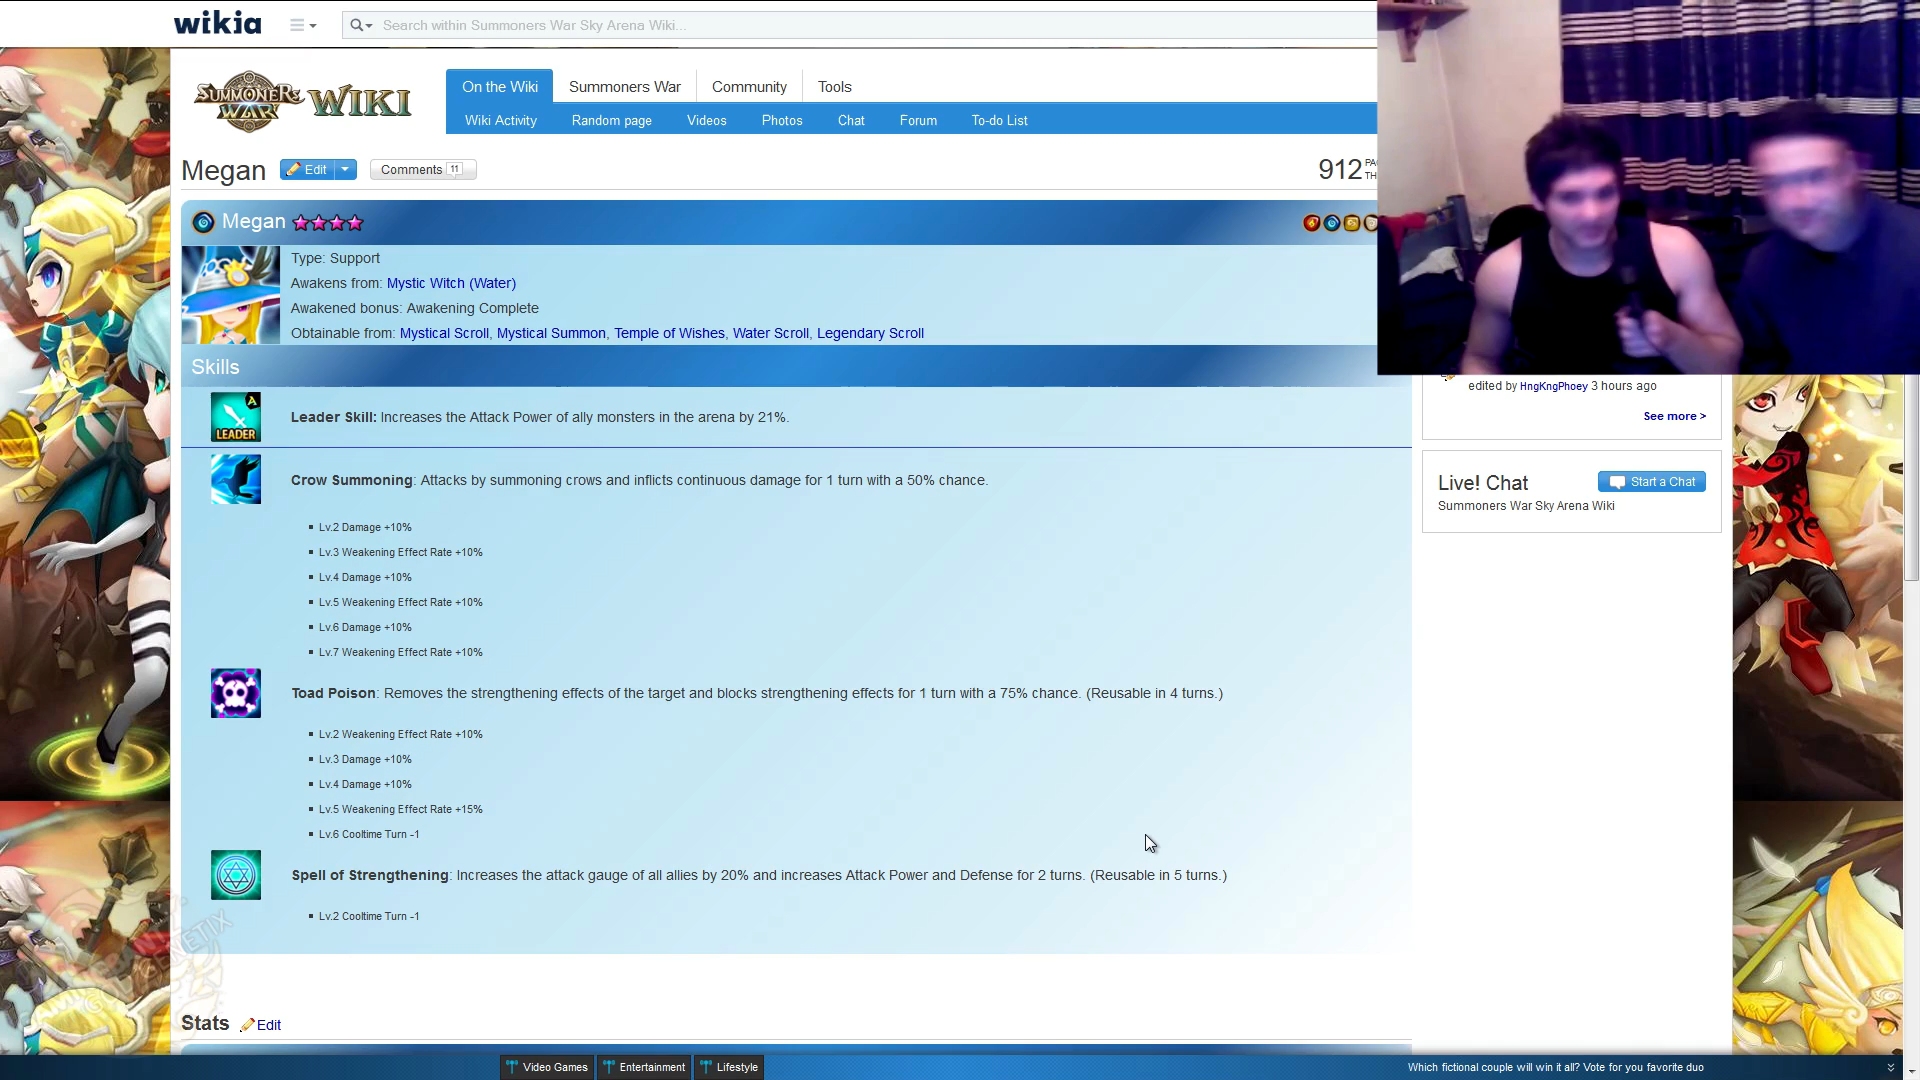 wikia
Search within Summoners War Sky Arena Wiki...
SUMMONERS WAR WIKI
On the Wiki
Summoners War
Community
Tools
Wiki Activity
Random page
Videos
Photos
Chat
Forum
To-do List
Megan
Edit
Comments 11
912
Megan
Type: Support
Awakens from: Mystic Witch (Water)
Awakened bonus: Awakening Complete
Obtainable from: Mystical Scroll, Mystical Summon, Temple of Wishes, Water Scroll, Legendary Scroll
Skills
A
LEADER
Leader Skill: Increases the Attack Power of ally monsters in the arena by 21%.
Crow Summoning: Attacks by summoning crows and inflicts continuous damage for 1 turn with a 50% chance.
Lv.2 Damage +10%
Lv.3 Weakening Effect Rate +10%
Lv.4 Damage +10%
Lv.5 Weakening Effect Rate +10%
Lv.6 Damage +10%
Lv.7 Weakening Effect Rate +10%
Toad Poison: Removes the strengthening effects of the target and blocks strengthening effects for 1 turn with a 75% chance. (Reusable in 4 turns.)
Lv.2 Weakening Effect Rate +10%
Lv.3 Damage +10%
Lv.4 Damage +10%
Lv.5 Weakening Effect Rate +15%
Lv.6 Cooltime Turn -1
Spell of Strengthening: Increases the attack gauge of all allies by 20% and increases Attack Power and Defense for 2 turns. (Reusable in 5 turns.)
Lv.2 Cooltime Turn -1
Stats
Edit
edited by HngKngPhoey 3 hours ago
See more >
Live! Chat
Start a Chat
Summoners War Sky Arena Wiki
Video Games
Entertainment
Lifestyle
Which fictional couple will win it all? Vote for you favorite duo